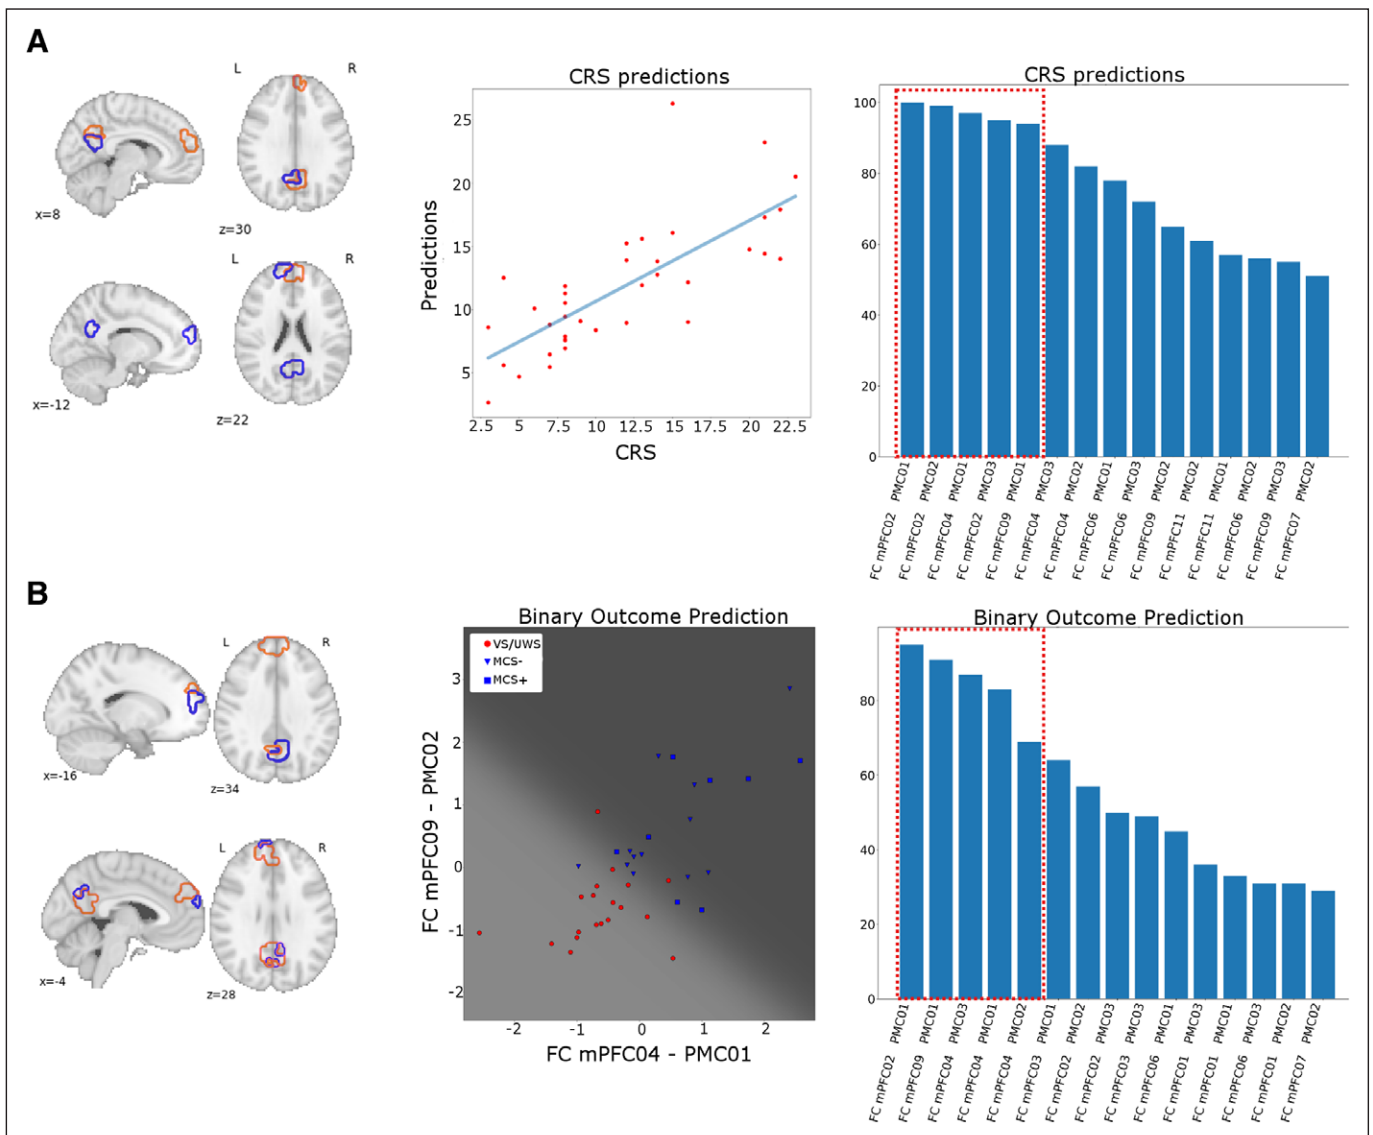 A
L R
x=8
z=30
L R
x=-12
z=22
CRS predictions
Predictions
25
20
15
10
5
2.5 5 7.5 10 12.5 15 17.5 20 22.5
CRS
CRS predictions
100
80
60
40
20
0
FC mPFC02 PMC01
FC mPFC02 PMC02
FC mPFC04 PMC01
FC mPFC02 PMC03
FC mPFC09 PMC01
FC mPFC04 PMC03
FC mPFC04 PMC02
FC mPFC06 PMC01
FC mPFC06 PMC03
FC mPFC09 PMC02
FC mPFC11 PMC02
FC mPFC11 PMC01
FC mPFC06 PMC02
FC mPFC09 PMC03
FC mPFC07 PMC02
B
L R
x=-16
z=34
L R
x=-4
z=28
Binary Outcome Prediction
VS/UWS
MCS-
MCS+
FC mPFC09 - PMC02
3
2
1
0
-1
-2
-2 -1 0 1 2
FC mPFC04 - PMC01
Binary Outcome Prediction
80
60
40
20
0
FC mPFC02 PMC01
FC mPFC09 PMC01
FC mPFC04 PMC03
FC mPFC04 PMC01
FC mPFC04 PMC02
FC mPFC03 PMC01
FC mPFC02 PMC02
FC mPFC02 PMC03
FC mPFC03 PMC03
FC mPFC06 PMC01
FC mPFC01 PMC03
FC mPFC01 PMC01
FC mPFC06 PMC03
FC mPFC01 PMC02
FC mPFC07 PMC02